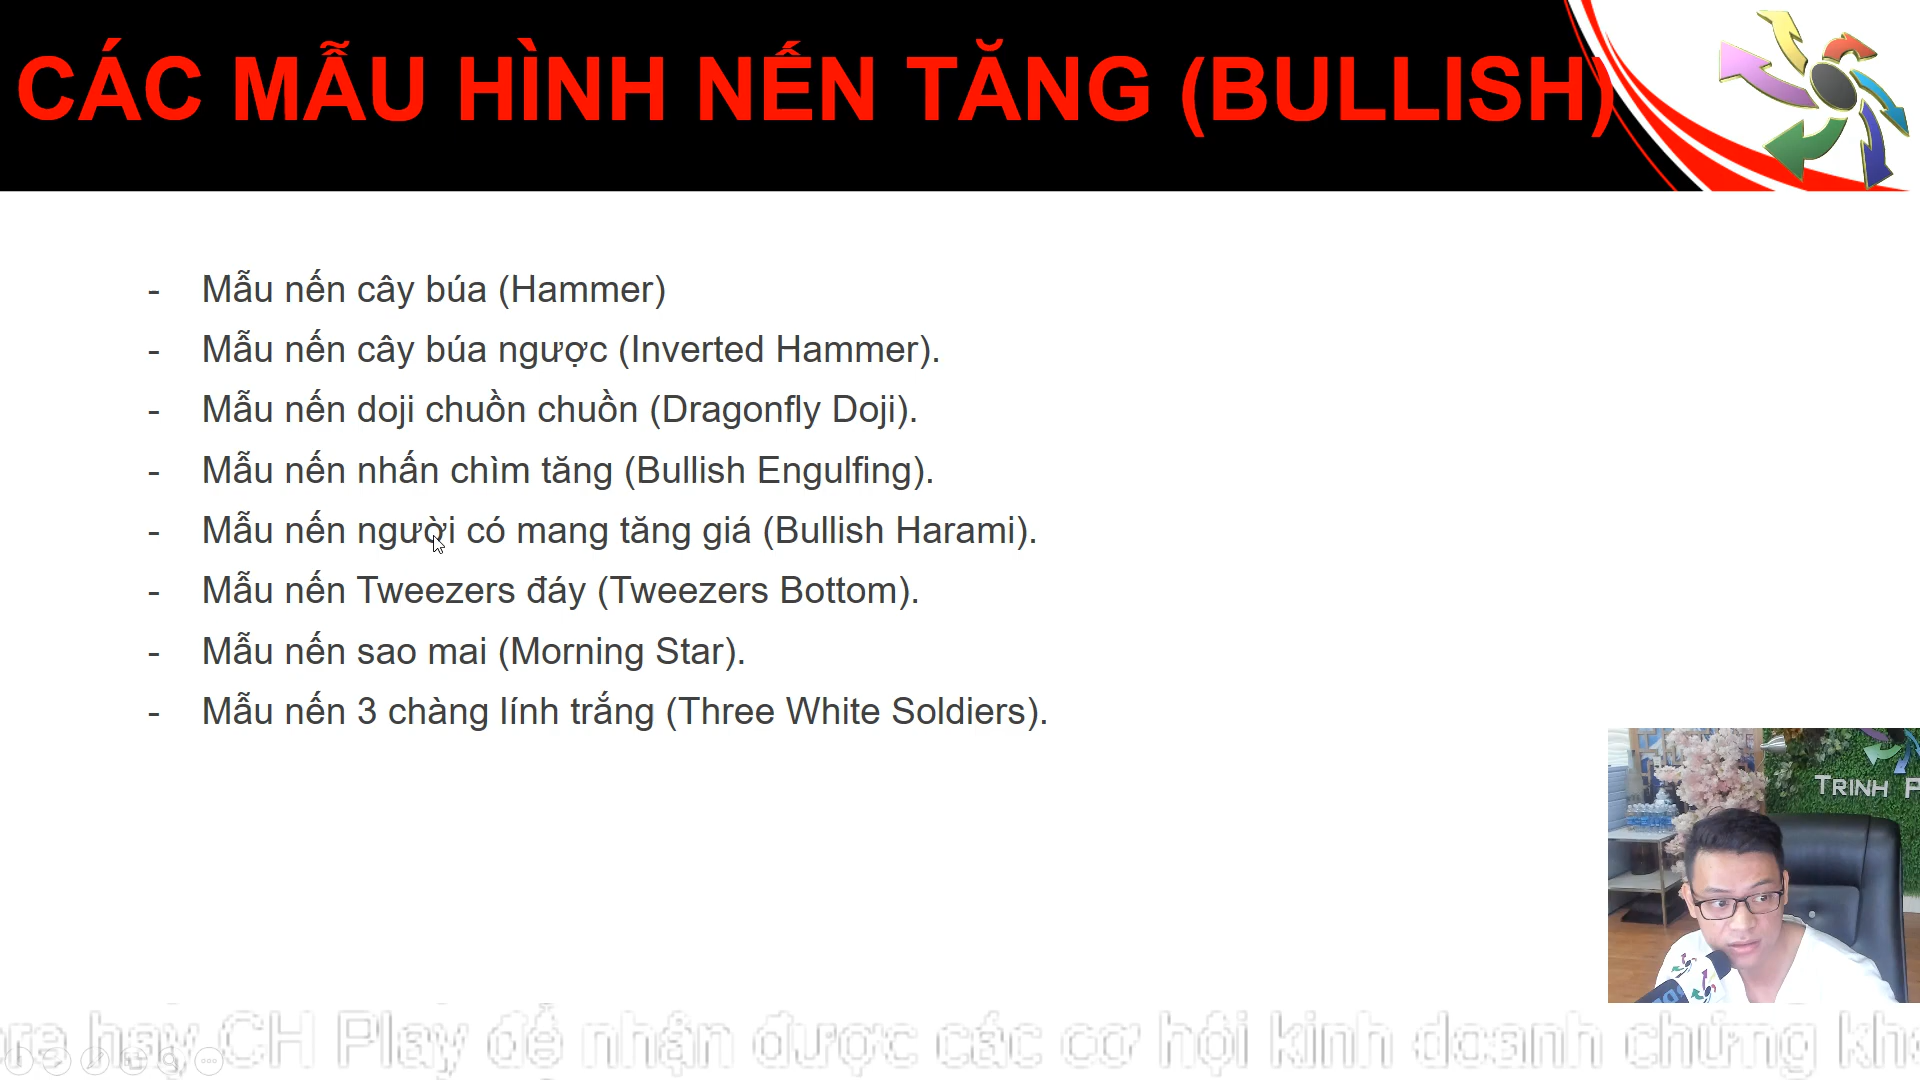 CÁC MẪU HÌNH NẾN TĂNG (BULLISH)
- Mẫu nến cây búa (Hammer)
- Mẫu nến cây búa ngược (Inverted Hammer).
- Mẫu nến doji chuồn chuồn (Dragonfly Doji).
- Mẫu nến nhấn chìm tăng (Bullish Engulfing).
- Mẫu nến người có mang tăng giá (Bullish Harami).
- Mẫu nến Tweezers đáy (Tweezers Bottom).
- Mẫu nến sao mai (Morning Star).
- Mẫu nến 3 chàng lính trắng (Three White Soldiers).
TRINH P
hay CH Play để nhận được các cơ hội kinh doanh chứng